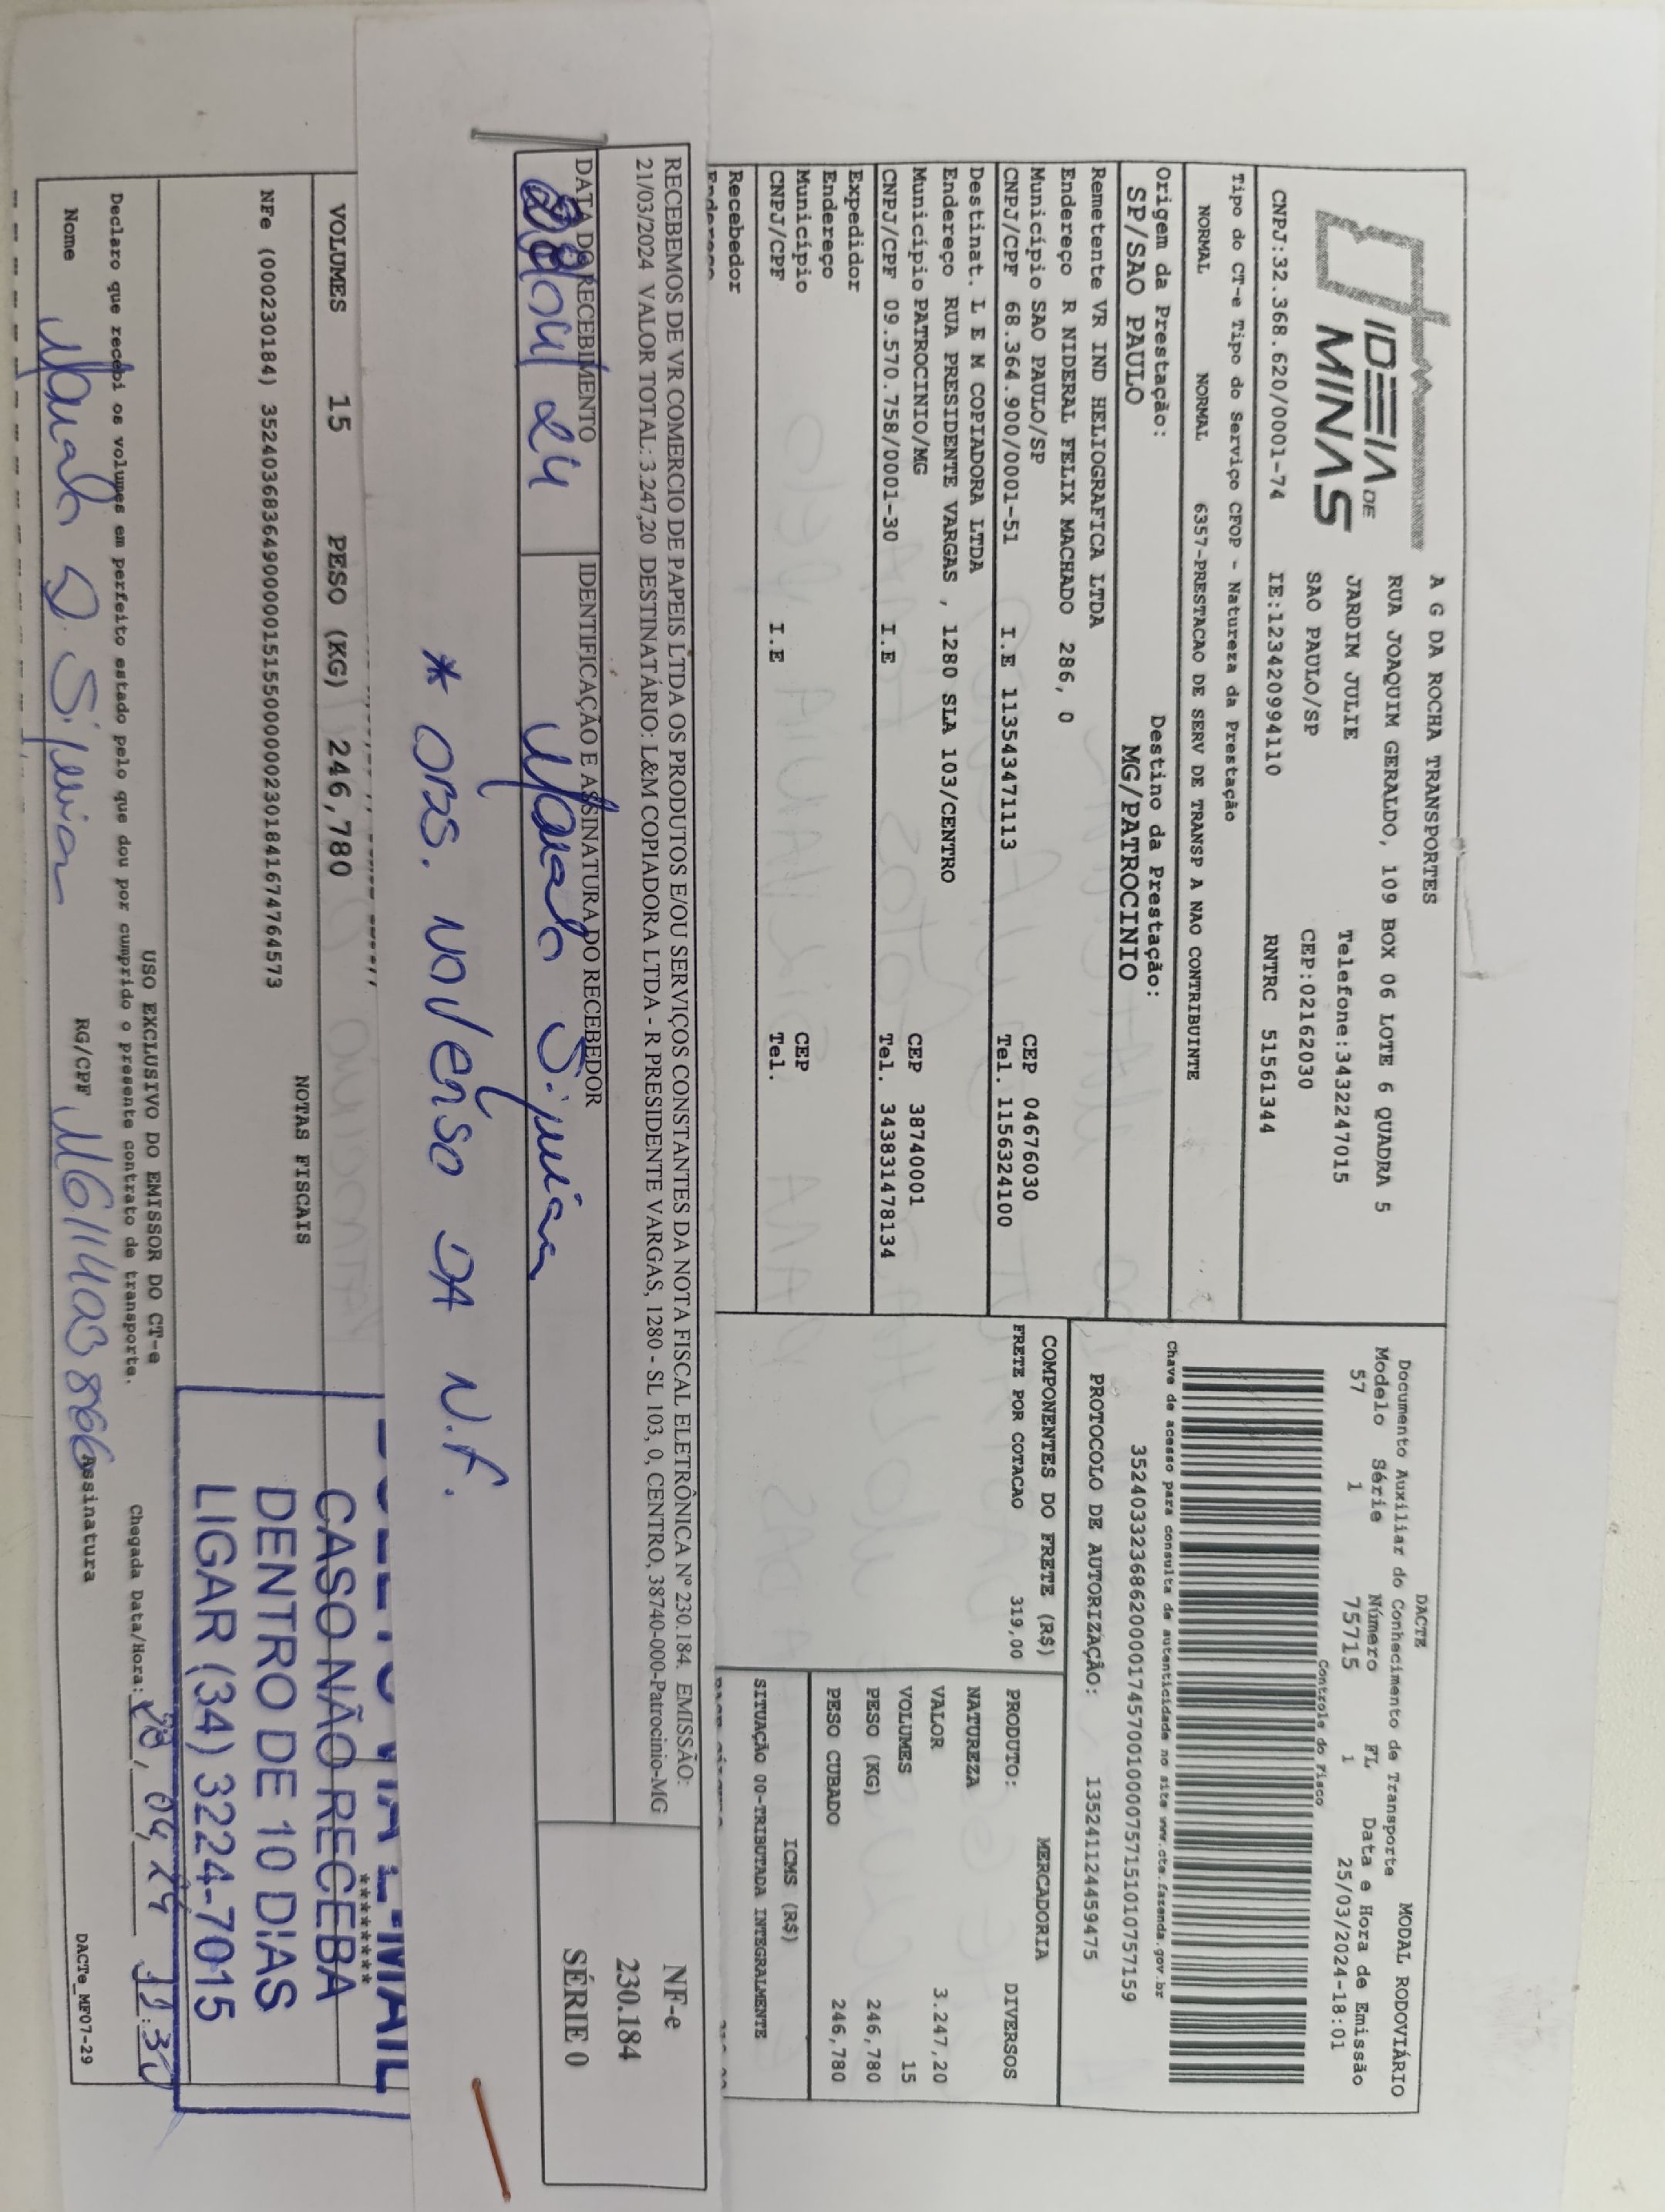 IDEIA DE
MINAS
A G DA ROCHA TRANSPORTES
RUA JOAQUIM GERALDO, 109 BOX 06 LOTE 6 QUADRA 5
JARDIM JULIE Telefone:3432247015
SAO PAULO/SP CEP:02162030
CNPJ:32.368.620/0001-74 IE:123420994110 RNTRC 51561344
Tipo do CT-e Tipo do Serviço CFOP - Natureza da Prestação
NORMAL NORMAL 6357-PRESTACAO DE SERV DE TRANSP A NAO CONTRIBUINTE
Origem da Prestação: Destino da Prestação:
SP/SAO PAULO MG/PATROCINIO
Remetente VR IND HELIOGRAFICA LTDA
Endereço R NIDERAL FELIX MACHADO 286, 0
Município SAO PAULO/SP CEP 04676030
CNPJ/CPF 68.364.900/0001-51 I.E 113543471113 Tel. 1156324100
Destinat. L E M COPIADORA LTDA
Endereço RUA PRESIDENTE VARGAS , 1280 SLA 103/CENTRO
Município PATROCINIO/MG CEP 38740001
CNPJ/CPF 09.570.758/0001-30 I.E Tel. 343831478134
Expedidor
Endereço
Município CEP
CNPJ/CPF I.E Tel.
Recebedor
DACTE MODAL RODOVIÁRIO
Documento Auxiliar do Conhecimento de Transporte
Modelo Série Número FL Data e Hora de Emissão
57 1 75715 1 25/03/2024-18:01
Controle do Fisco
Chave de acesso para consulta de autenticidade no site www.cte.fazenda.gov.br
35240332368620000174570010000757151010757159
PROTOCOLO DE AUTORIZAÇÃO: 135241124459475
COMPONENTES DO FRETE (R$)
FRETE POR COTACAO 319,00
MERCADORIA
PRODUTO: DIVERSOS
NATUREZA
VALOR 3.247,20
VOLUMES 15
PESO (KG) 246,780
PESO CUBADO 246,780
ICMS (R$)
SITUAÇÃO 00-TRIBUTADA INTEGRALMENTE
RECEBEMOS DE VR COMERCIO DE PAPEIS LTDA OS PRODUTOS E/OU SERVIÇOS CONSTANTES DA NOTA FISCAL ELETRÔNICA Nº 230.184. EMISSÃO:
21/03/2024 VALOR TOTAL: 3.247,20 DESTINATÁRIO: L&M COPIADORA LTDA - R PRESIDENTE VARGAS, 1280 - SL 103, 0, CENTRO, 38740-000-Patrocinio-MG
DATA DO RECEBIMENTO IDENTIFICAÇÃO E ASSINATURA DO RECEBEDOR
NF-e
230.184
SÉRIE 0
* OBS. NO VERSO DA N.F.
VOLUMES 15 PESO (KG) 246,780
NOTAS FISCAIS
NFe (000230184) 35240368364900000151550000002301841674764573
CASO NÃO RECEBA
DENTRO DE 10 DIAS
LIGAR (34) 3224-7015
USO EXCLUSIVO DO EMISSOR DO CT-e
Declaro que recebi os volumes em perfeito estado pelo que dou por cumprido o presente contrato de transporte. Chegada Data/Hora:
Nome RG/CPF Assinatura
DACTe_MF07-29